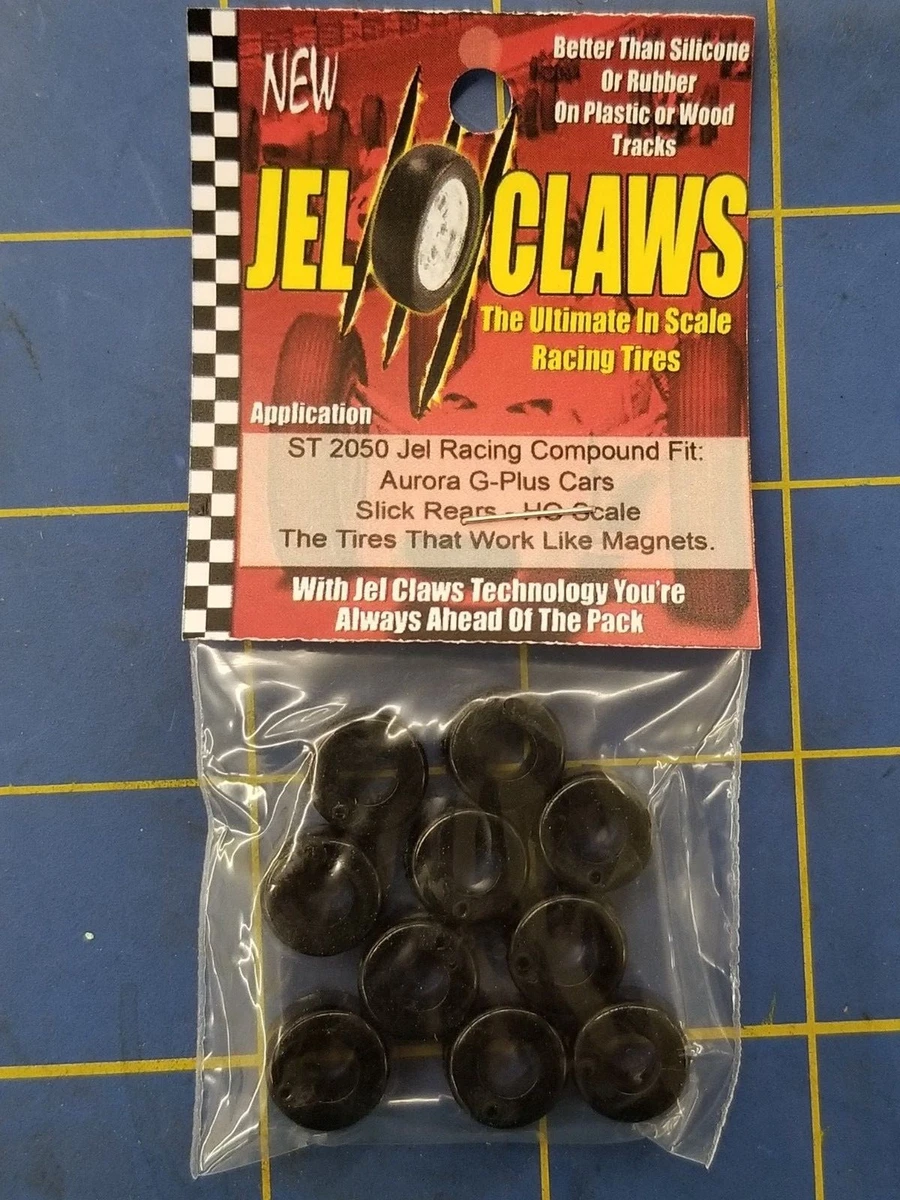 NEW
Better Than Silicone
Or Rubber
On Plastic or Wood
Tracks
JEL CLAWS
The Ultimate In Scale
Racing Tires
Application
ST 2050 Jel Racing Compound Fit:
Aurora G-Plus Cars
Slick Rears - HO Scale
The Tires That Work Like Magnets.
With Jel Claws Technology You're
Always Ahead Of The Pack